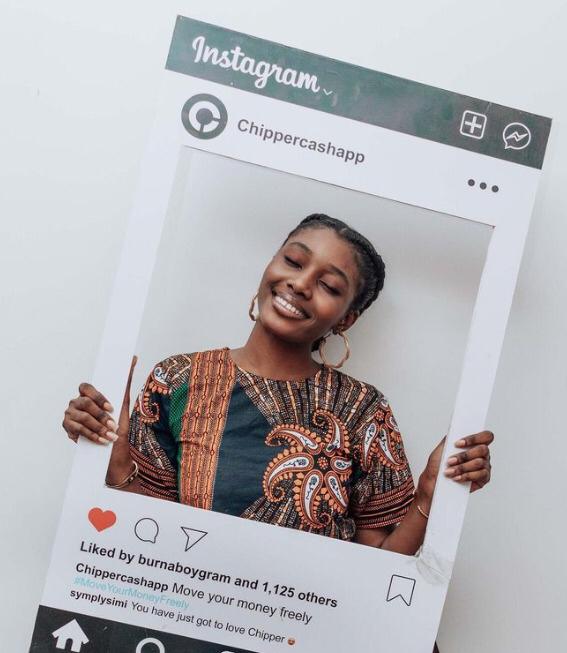 Instagram
Chippercashapp
Liked by burnaboygram and 1,125 others
Chippercashapp Move your money freely
#MoveYourMoneyFreely
symplysimi You have just got to love Chipper 😍